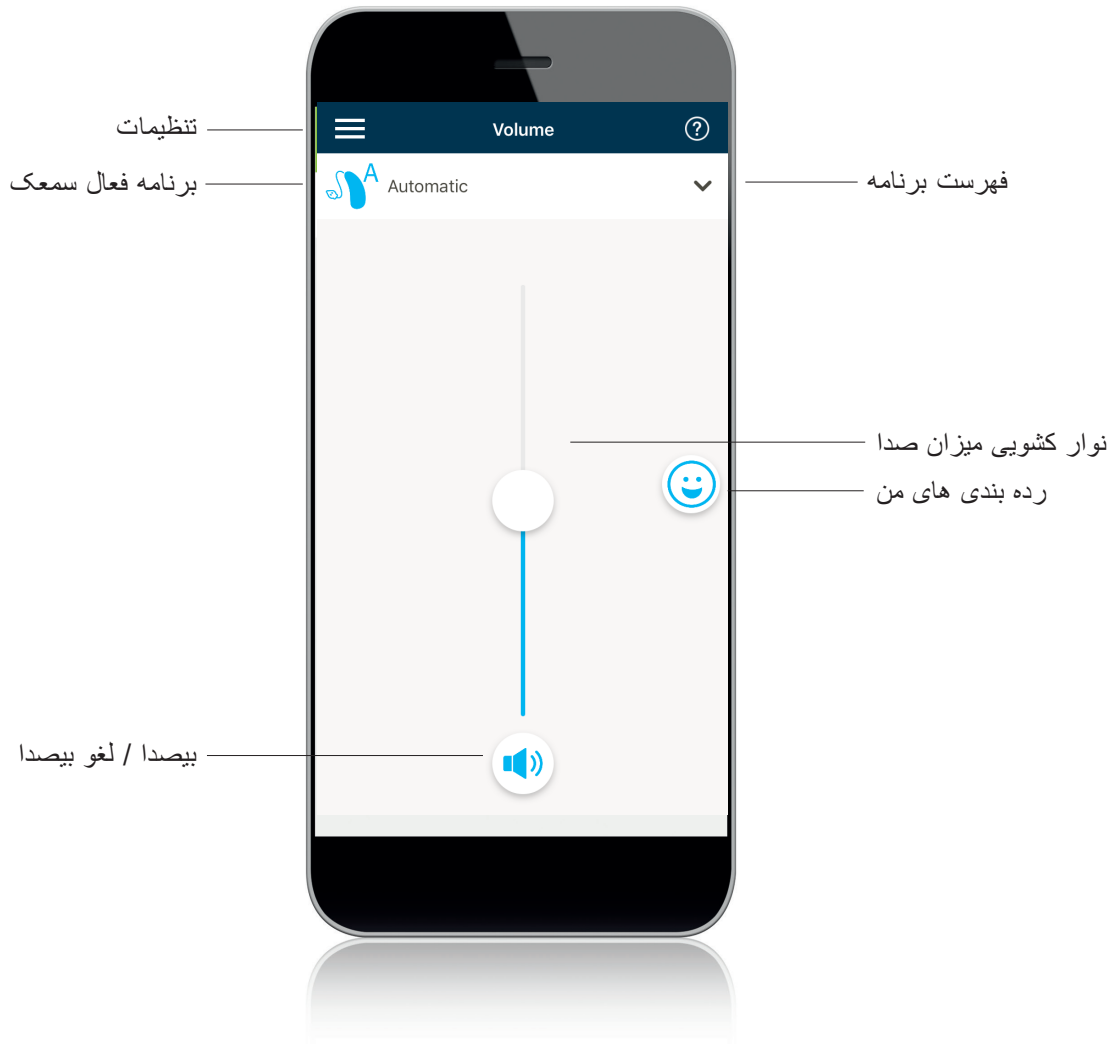 Volume
?
تنظیمات
A
Automatic
برنامه فعال سمعک
فهرست برنامه
نوار کشویی میزان صدا
رده بندی های من
بیصدا / لغو بیصدا